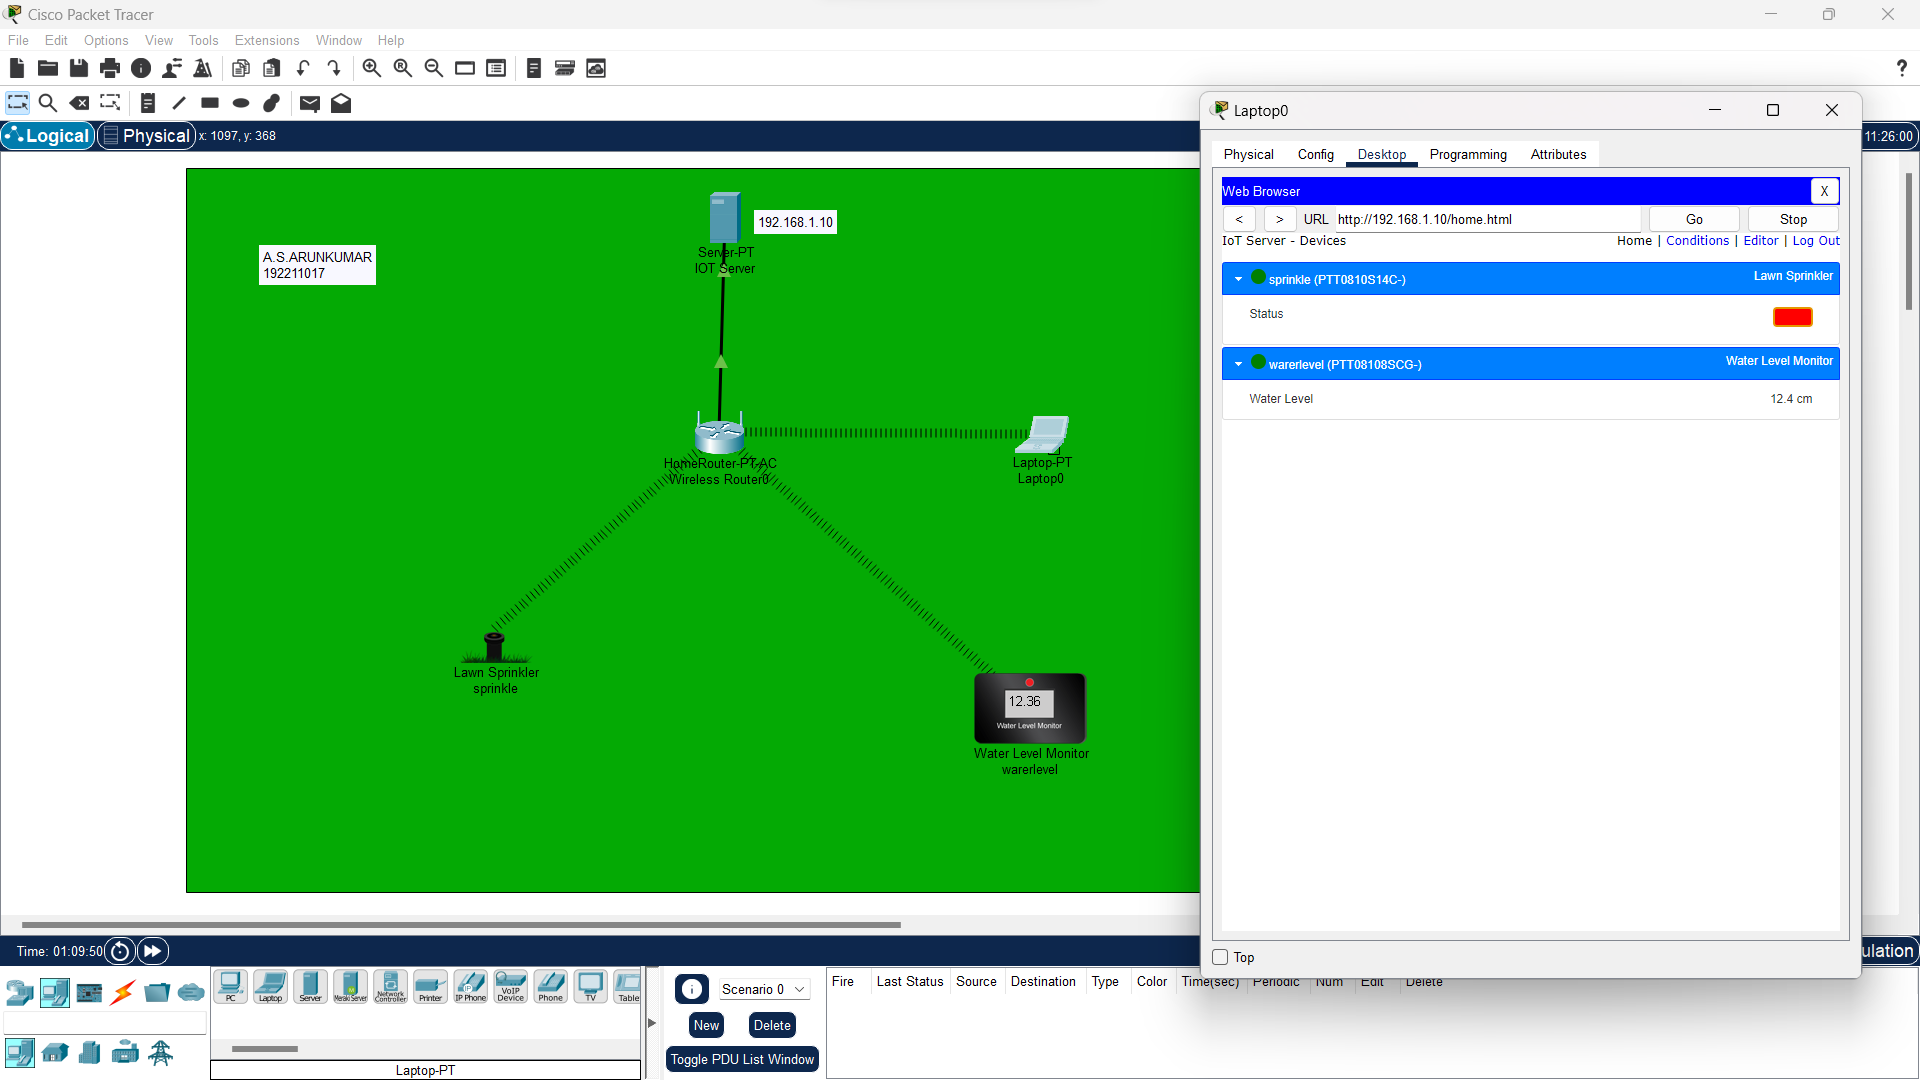 Cisco Packet Tracer
File Edit Options View Tools Extensions Window Help
?
Logical Physical x: 1097, y: 368
11:26:00
A.S.ARUNKUMAR
192211017
192.168.1.10
Server-PT
IOT Server
HomeRouter-PT-AC
Wireless Router0
Laptop-PT
Laptop0
Lawn Sprinkler
sprinkle
12.36
Water Level Monitor
Water Level Monitor
warerlevel
Laptop0
Physical Config Desktop Programming Attributes
Web Browser X
< > URL http://192.168.1.10/home.html Go Stop
IoT Server - Devices Home | Conditions | Editor | Log Out
sprinkle (PTT0810S14C-) Lawn Sprinkler
Status
warerlevel (PTT08108SCG-) Water Level Monitor
Water Level 12.4 cm
Top
Time: 01:09:50
ulation
PC Laptop Server Meraki Server Network Controller Printer IP Phone VoIP Device Phone TV Table
Laptop-PT
Scenario 0
New Delete
Toggle PDU List Window
Fire Last Status Source Destination Type Color Time(sec) Periodic Num Edit Delete